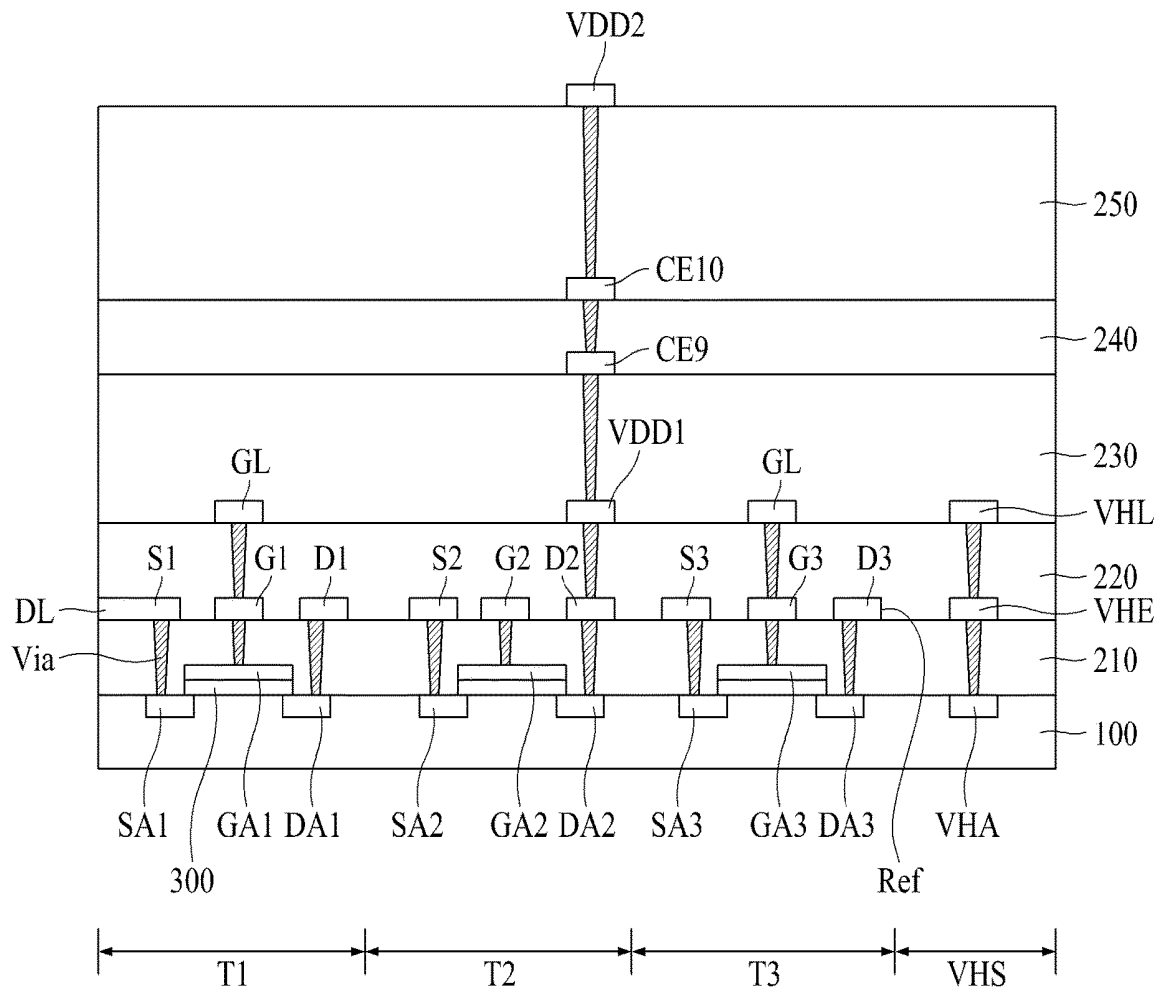 VDD2
250
CE10
240
CE9
VDD1
230
GL
GL
VHL
S1
G1
D1
S2
G2
D2
S3
G3
D3
220
DL
VHE
Via
210
100
SA1
GA1
DA1
SA2
GA2
DA2
SA3
GA3
DA3
VHA
300
Ref
T1
T2
T3
VHS